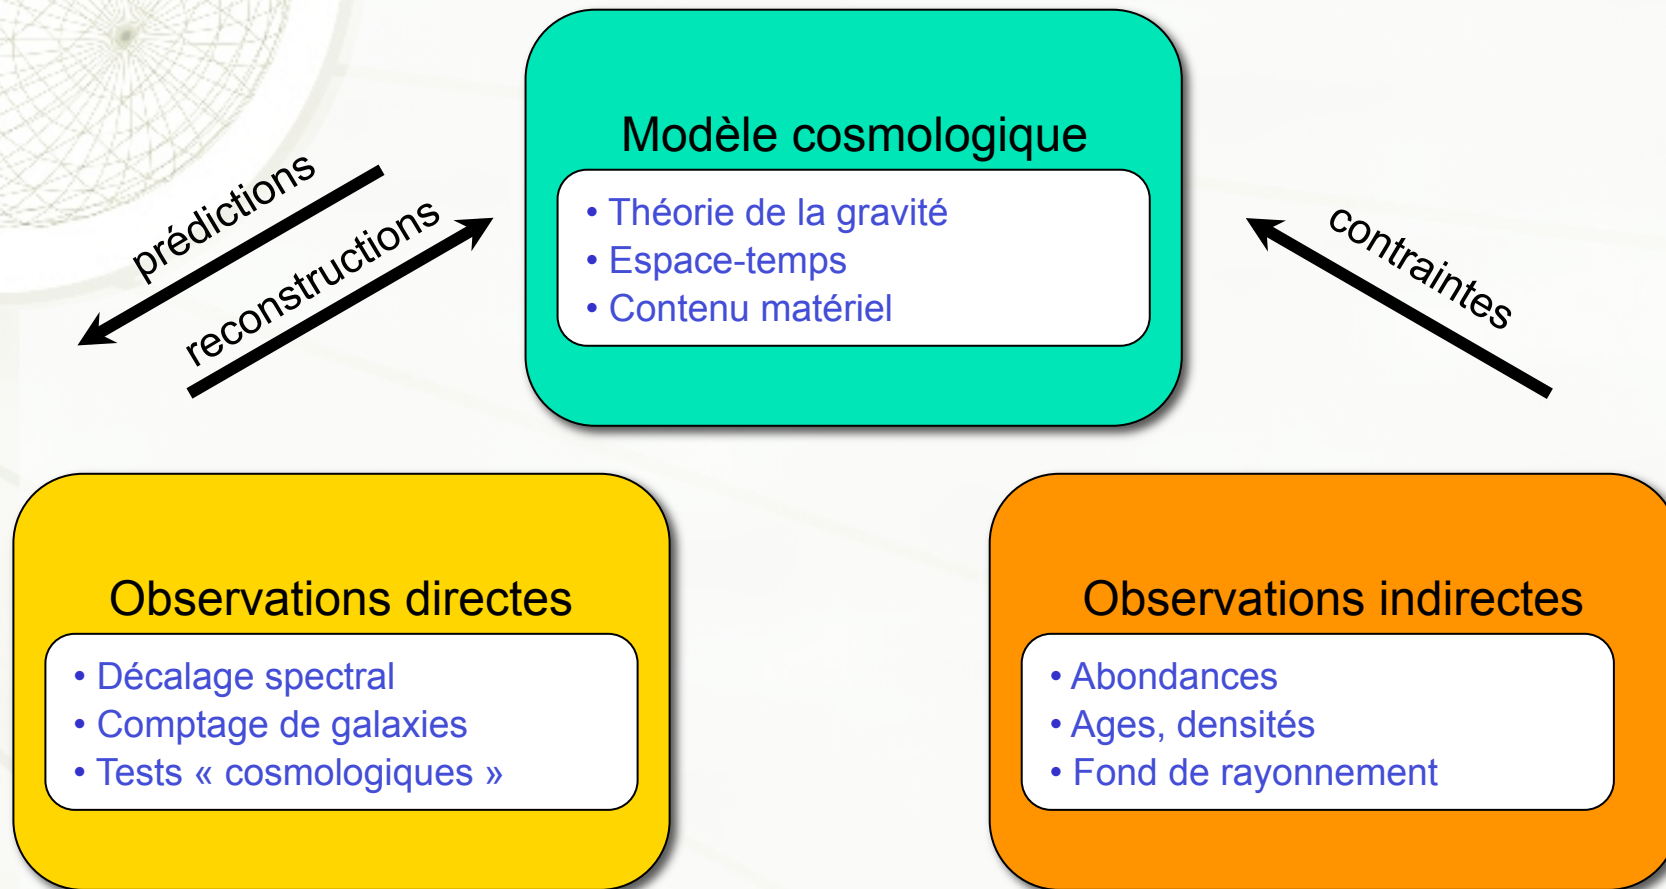 Modèle cosmologique
• Théorie de la gravité
• Espace-temps
• Contenu matériel
prédictions
reconstructions
contraintes
Observations directes
• Décalage spectral
• Comptage de galaxies
• Tests « cosmologiques »
Observations indirectes
• Abondances
• Ages, densités
• Fond de rayonnement